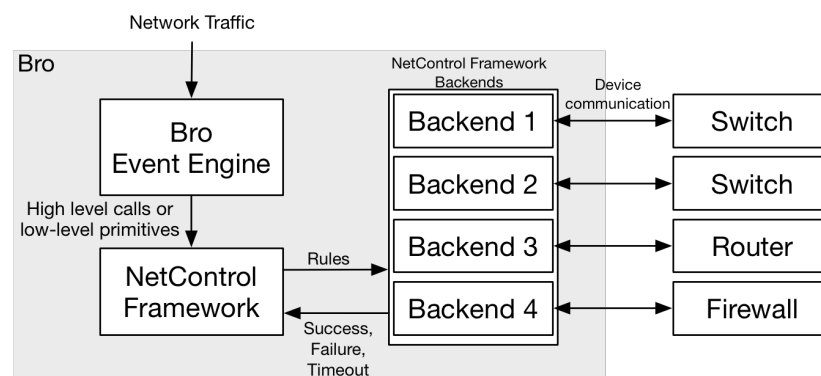 Network Traffic
Bro
NetControl Framework
Backends
Device
communication
Bro
Event Engine
Backend 1
Switch
Backend 2
Switch
High level calls or
low-level primitives
NetControl
Framework
Rules
Backend 3
Router
Backend 4
Firewall
Success,
Failure,
Timeout